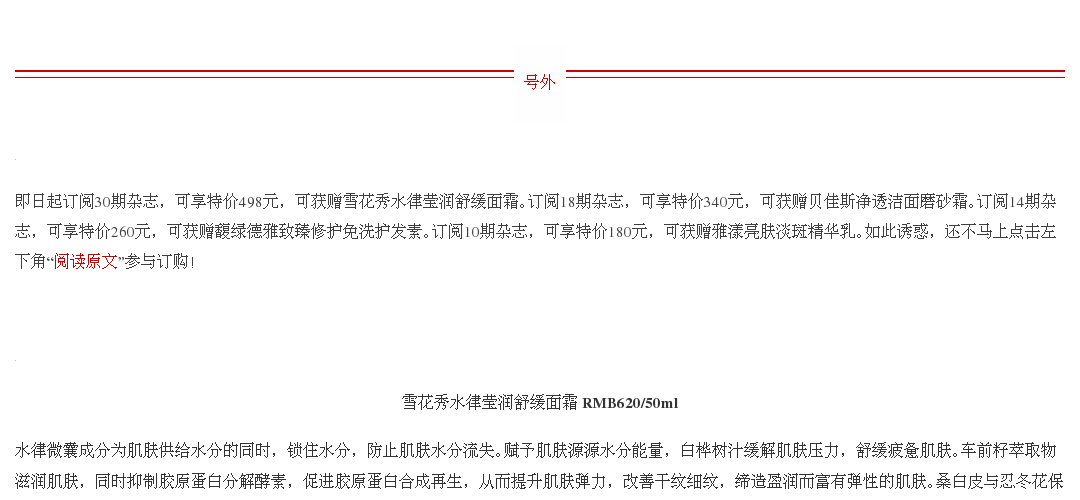 号外
即日起订阅30期杂志，可享特价498元，可获赠雪花秀水律莹润舒缓面霜。订阅18期杂志，可享特价340元，可获赠贝佳斯净透洁面磨砂霜。订阅14期杂
志，可享特价260元，可获赠馥绿德雅致臻修护免洗护发素。订阅10期杂志，可享特价180元，可获赠雅漾亮肤淡斑精华乳。如此诱惑，还不马上点击左
下角“阅读原文”参与订购！
雪花秀水律莹润舒缓面霜 RMB620/50ml
水律微囊成分为肌肤供给水分的同时，锁住水分，防止肌肤水分流失。赋予肌肤源源水分能量，白桦树汁缓解肌肤压力，舒缓疲惫肌肤。车前籽萃取物
滋润肌肤，同时抑制胶原蛋白分解酵素，促进胶原蛋白合成再生，从而提升肌肤弹力，改善干纹细纹，缔造盈润而富有弹性的肌肤。桑白皮与忍冬花保